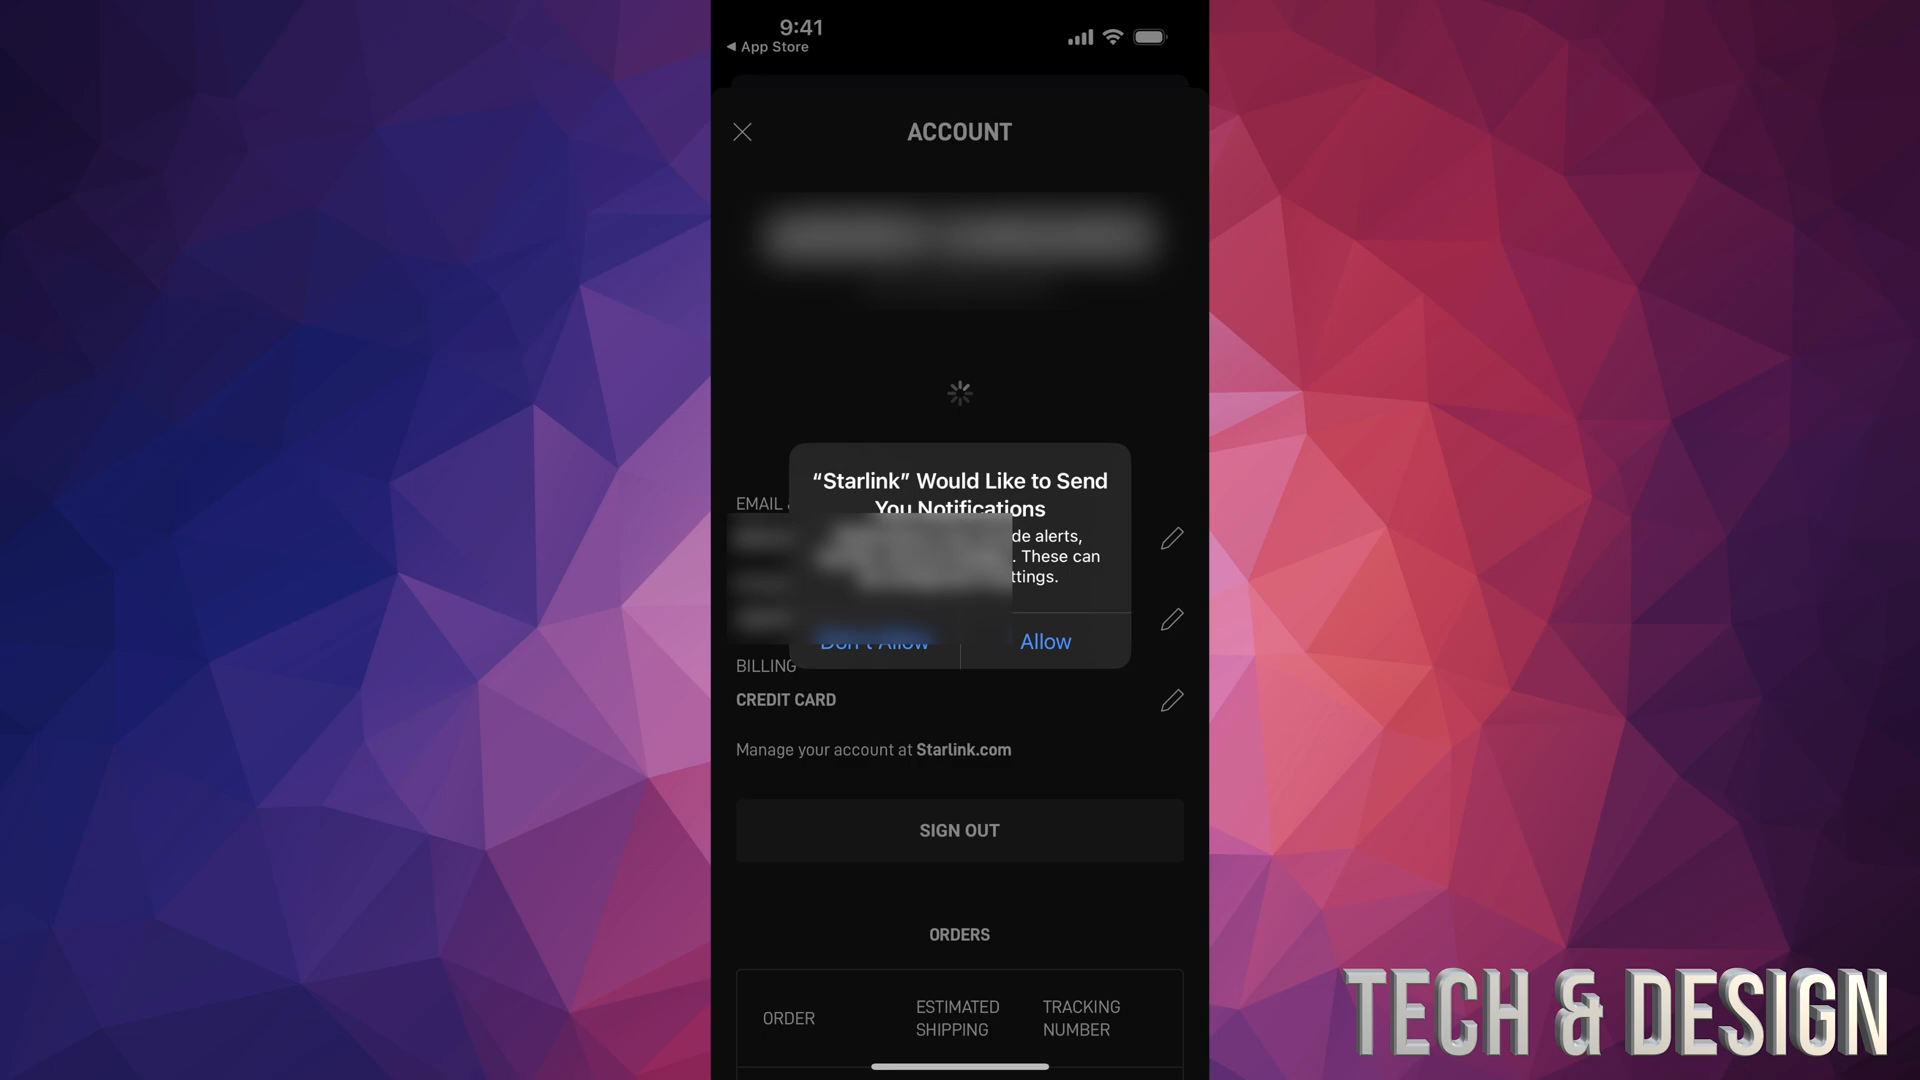 9:41
◀ App Store
ACCOUNT
“Starlink” Would Like to Send
You Notifications
de alerts,
. These can
ttings.
EMAIL
Don't Allow
Allow
BILLING
CREDIT CARD
Manage your account at Starlink.com
SIGN OUT
ORDERS
ORDER
ESTIMATED
SHIPPING
TRACKING
NUMBER
TECH & DESIGN